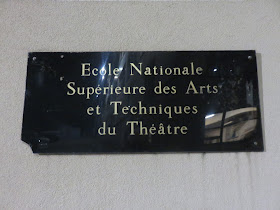 Ecole Nationale
Supérieure des Arts
et Techniques
du Théâtre